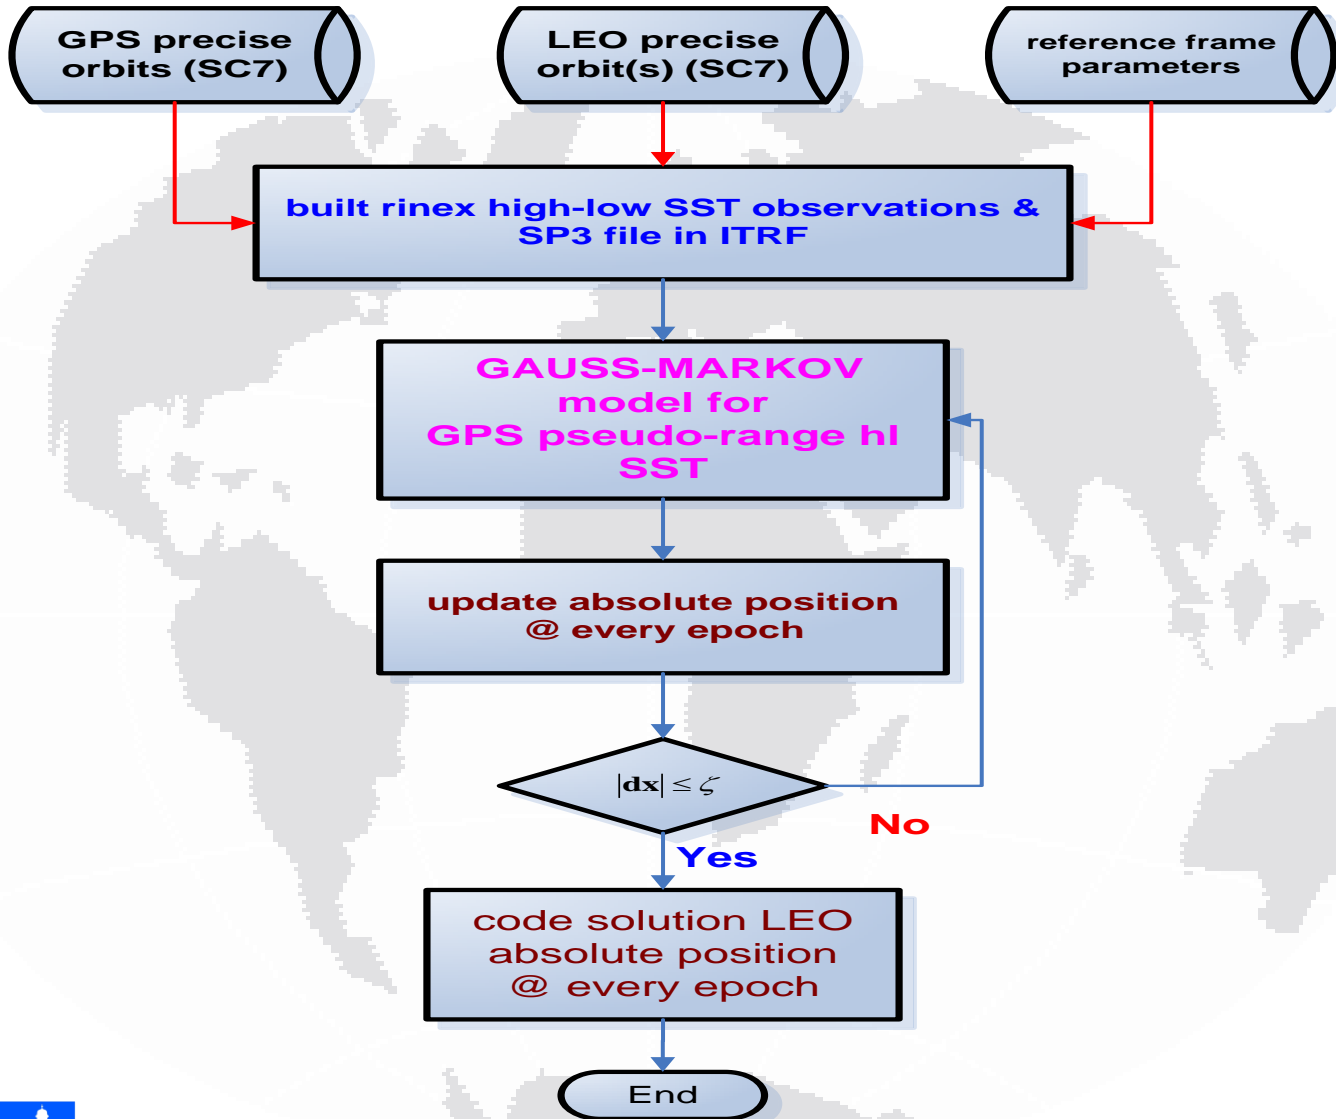 GPS precise
orbits (SC7)
LEO precise
orbit(s) (SC7)
reference frame
parameters
built rinex high-low SST observations &
SP3 file in ITRF
GAUSS-MARKOV
model for
GPS pseudo-range hl
SST
update absolute position
@ every epoch
|dx| ≤ ζ
No
Yes
code solution LEO
absolute position
@ every epoch
End